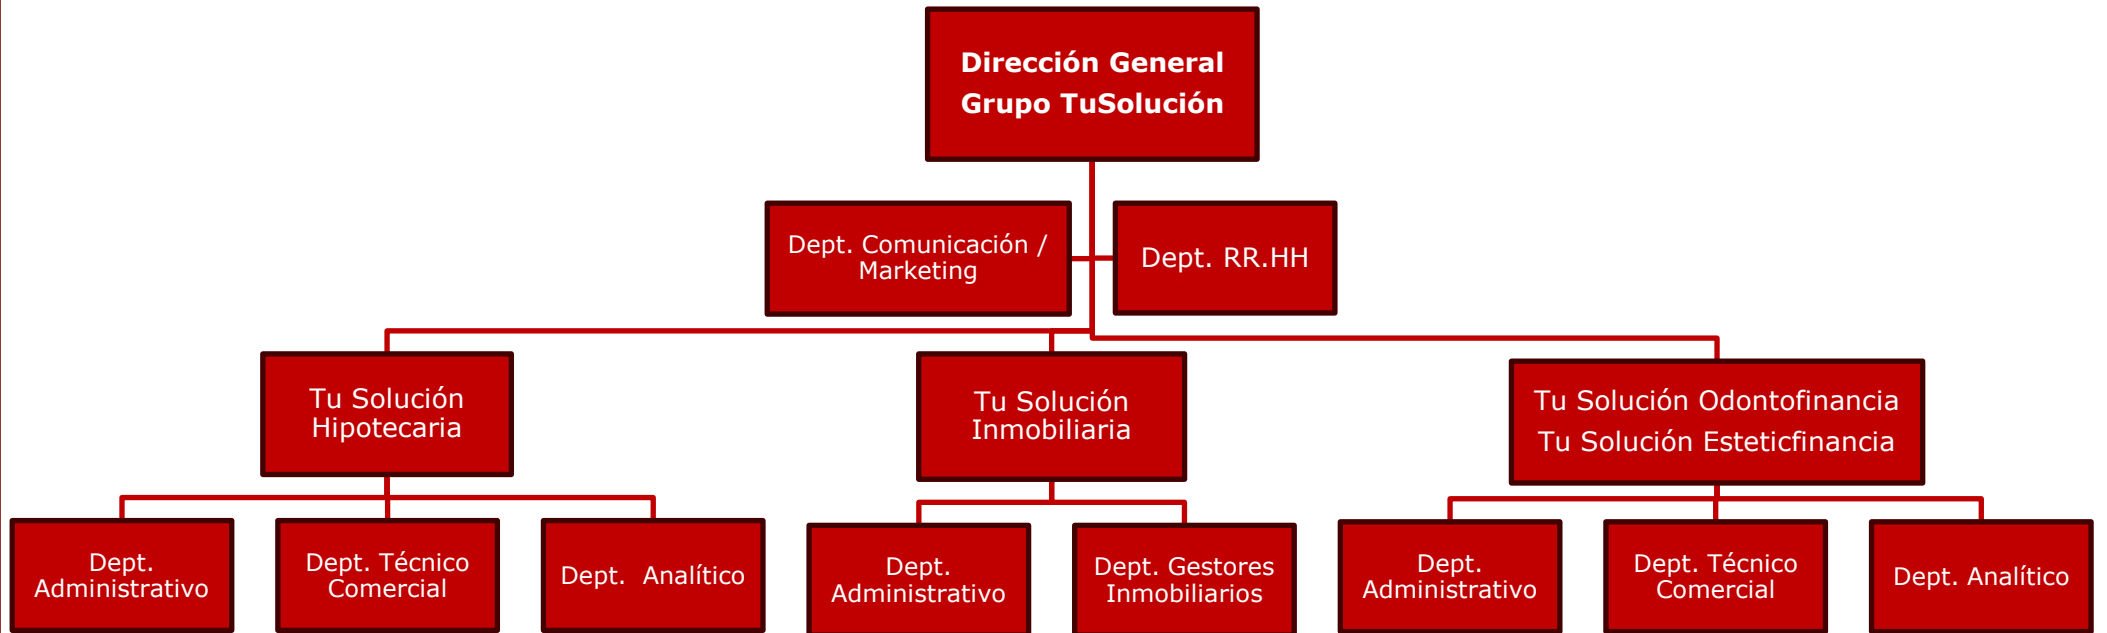 Dirección General
Grupo TuSolución
Dept. Comunicación /
Marketing
Dept. RR.HH
Tu Solución
Hipotecaria
Tu Solución
Inmobiliaria
Tu Solución Odontofinancia
Tu Solución Esteticfinancia
Dept.
Administrativo
Dept. Técnico
Comercial
Dept. Analítico
Dept.
Administrativo
Dept. Gestores
Inmobiliarios
Dept.
Administrativo
Dept. Técnico
Comercial
Dept. Analítico